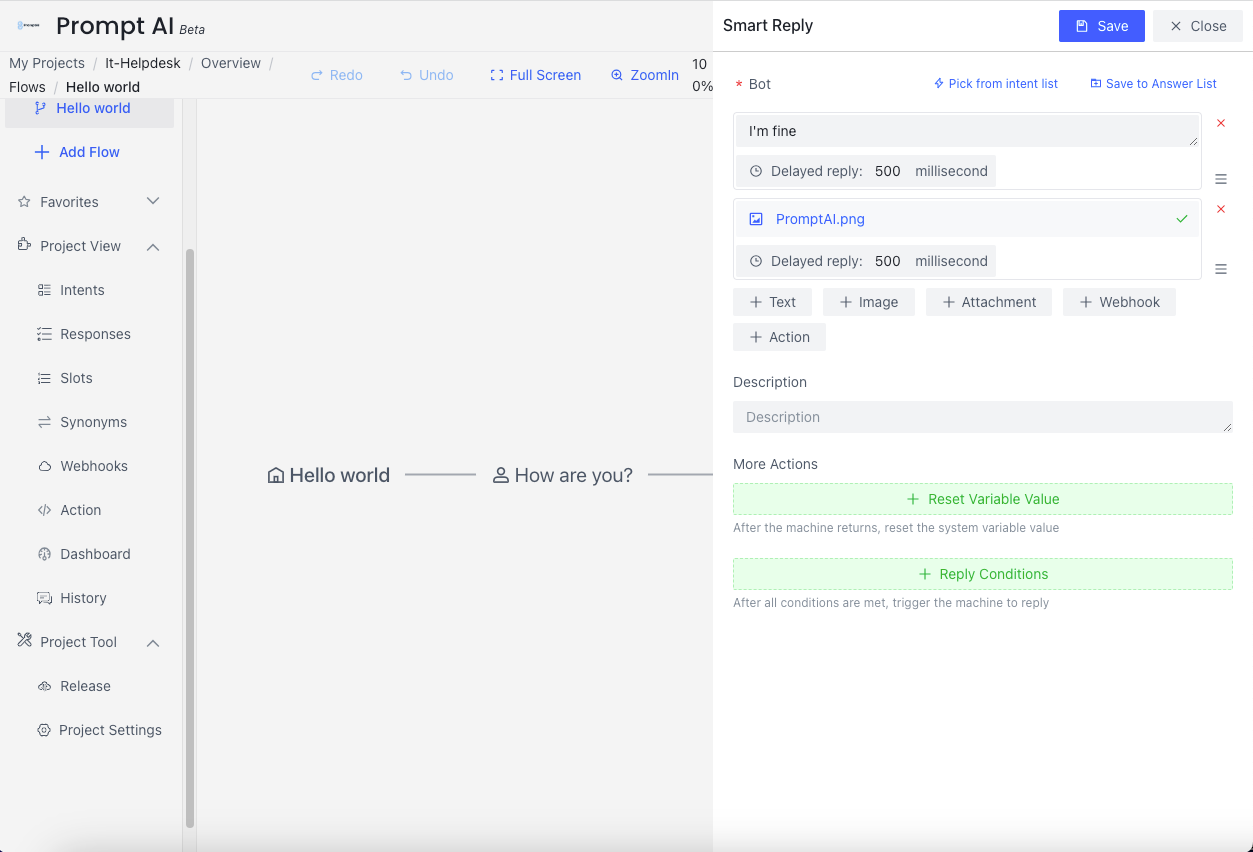 Prompt AI Beta
My Projects / It-Helpdesk / Overview /
Flows / Hello world
Redo
Undo
Full Screen
ZoomIn
10
0%
Hello world
Add Flow
Favorites
Project View
Intents
Responses
Slots
Synonyms
Webhooks
Action
Dashboard
History
Project Tool
Release
Project Settings
Hello world
How are you?
Smart Reply
Save
Close
* Bot
Pick from intent list
Save to Answer List
I'm fine
Delayed reply: 500 millisecond
PromptAI.png
Delayed reply: 500 millisecond
Text
Image
Attachment
Webhook
Action
Description
Description
More Actions
Reset Variable Value
After the machine returns, reset the system variable value
Reply Conditions
After all conditions are met, trigger the machine to reply